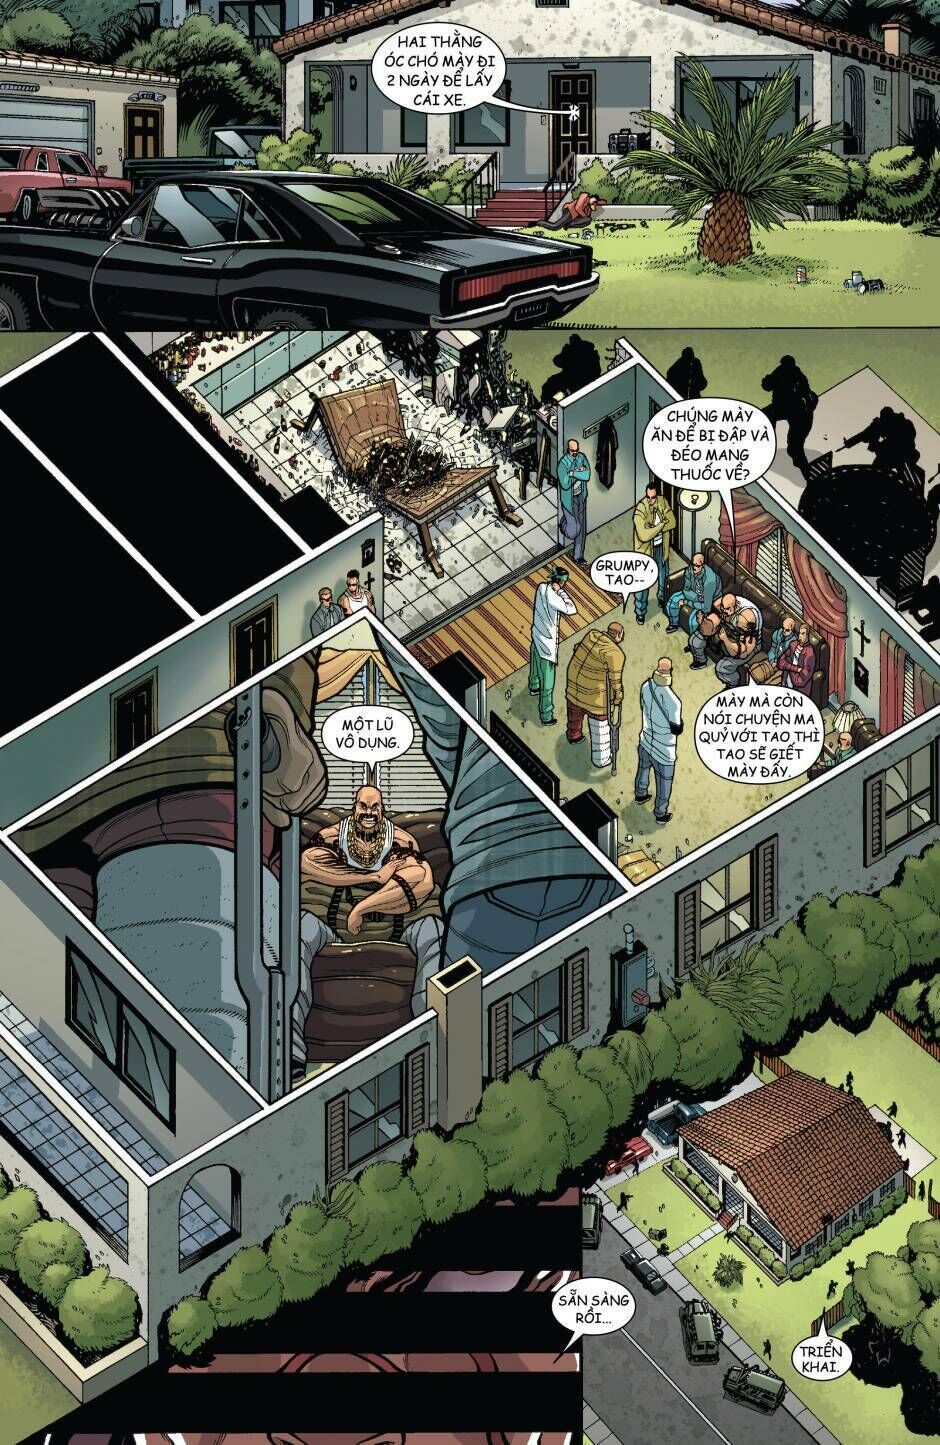 HAI THẰNG
ÓC CHÓ MÀY ĐI
2 NGÀY ĐỂ LẤY
CÁI XE.
CHÚNG MÀY
ĂN ĐỂ BỊ ĐẬP VÀ
ĐÉO MANG
THUỐC VỀ?
GRUMPY,
TAO--
MÀY MÀ CÒN
NÓI CHUYỆN MA
QUỶ VỚI TAO THÌ
TAO SẼ GIẾT
MÀY ĐẤY.
MỘT LŨ
VÔ DỤNG.
SẴN SÀNG
RỒI...
TRIỂN
KHAI.